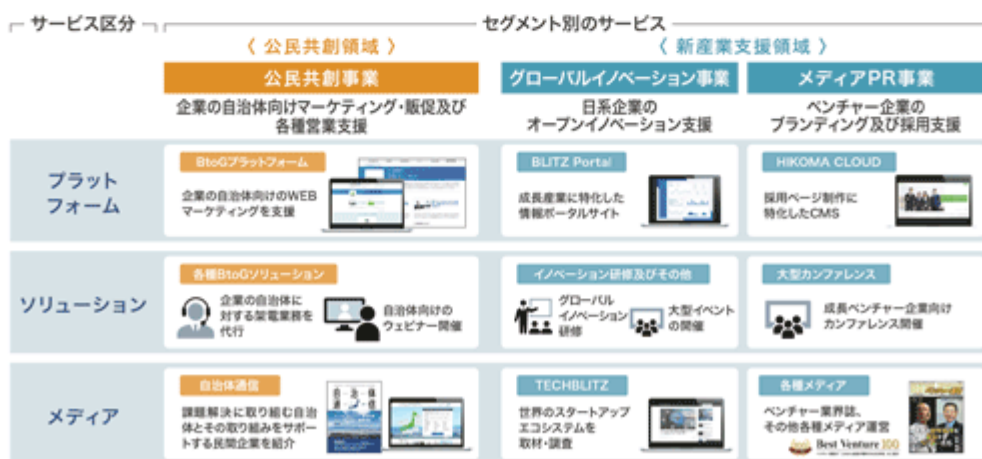 サービス区分
セグメント別のサービス
〈 公民共創領域 〉
〈 新産業支援領域 〉
公民共創事業
グローバルイノベーション事業
メディアPR事業
企業の自治体向けマーケティング・販促及び
各種営業支援
日系企業の
オープンイノベーション支援
ベンチャー企業の
ブランディング及び採用支援
プラット
フォーム
BtoGプラットフォーム
企業の自治体向けのWEB
マーケティングを支援
BLITZ Portal
成長産業に特化した
情報ポータルサイト
HIKOMA CLOUD
採用ページ制作に
特化したCMS
ソリューション
各種BtoGソリューション
企業の自治体に
対する架電業務を
代行
自治体向けの
ウェビナー開催
イノベーション研修及びその他
グローバル
イノベーション
研修
大型イベント
の開催
大型カンファレンス
成長ベンチャー企業向け
カンファレンス開催
メディア
自治体通信
課題解決に取り組む自治
体とその取り組みをサポー
トする民間企業を紹介
TECHBLITZ
世界のスタートアップ
エコシステムを
取材・調査
各種メディア
ベンチャー業界誌、
その他各種メディア運営
Best Venture 100